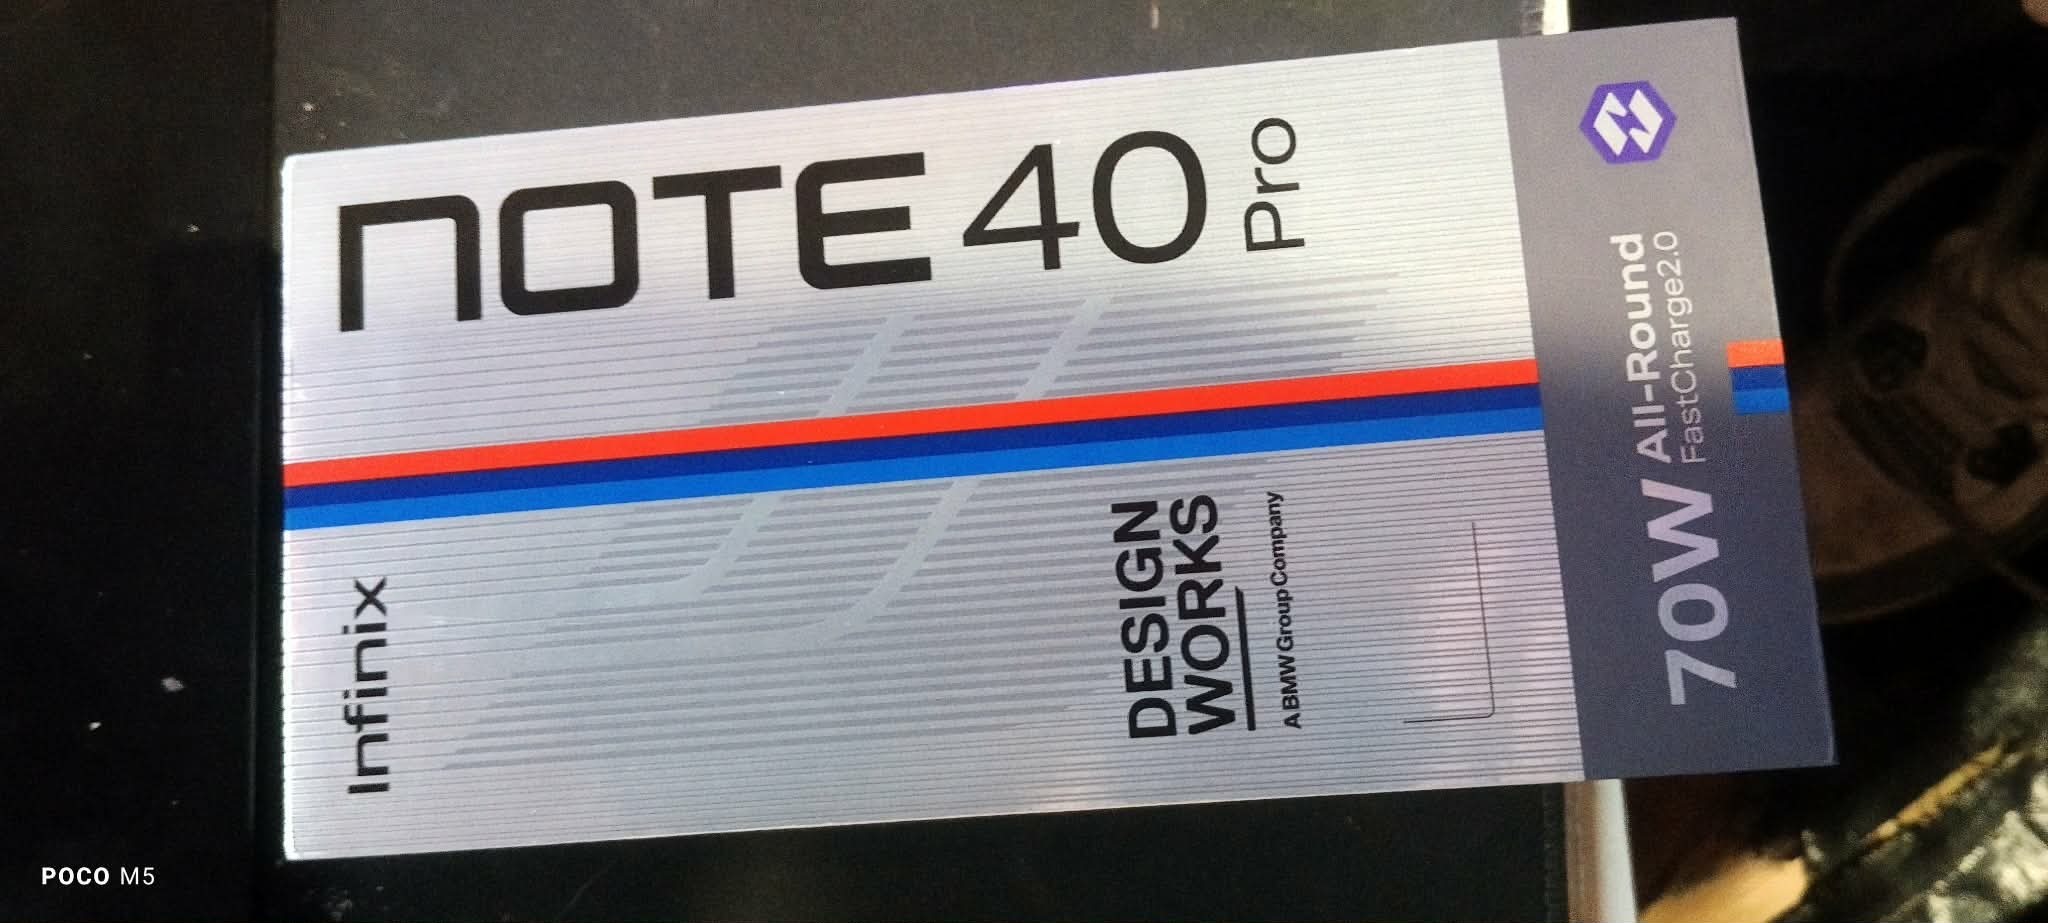 NOTE 40 Pro
Infinix
DESIGN
WORKS
A BMW Group Company
70W All-Round
FastCharge2.0
POCO M5